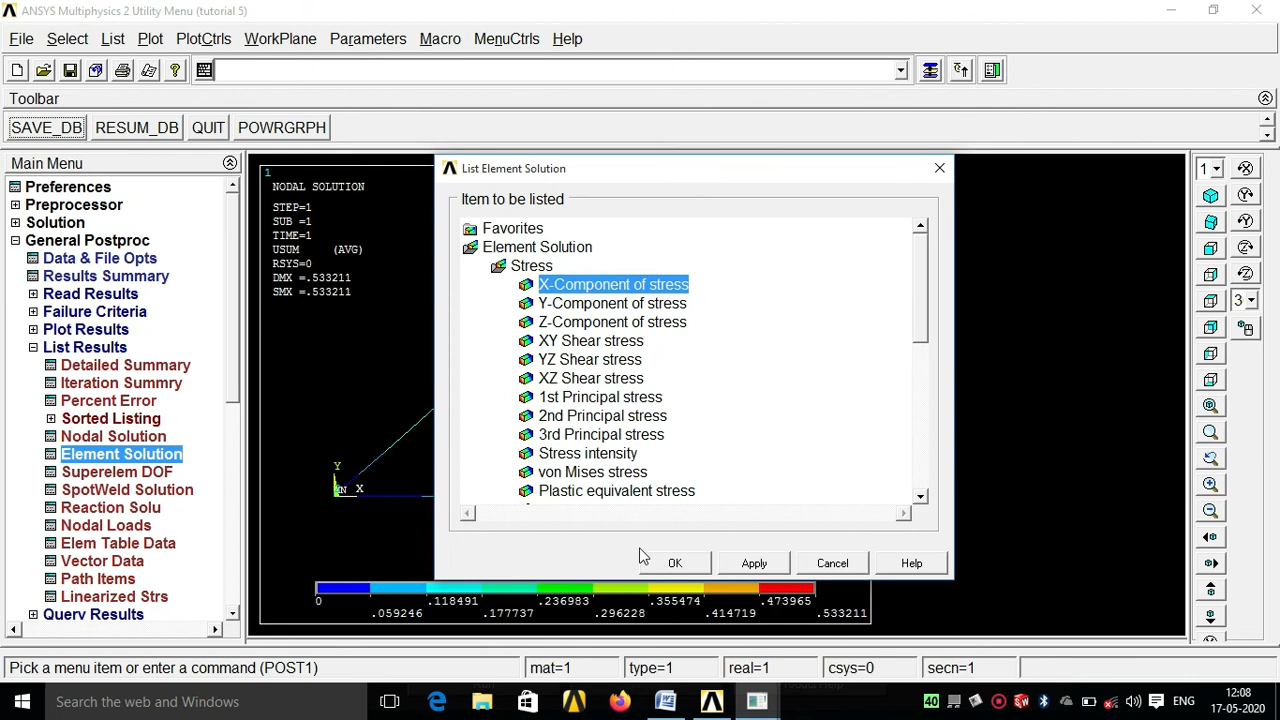 ANSYS Multiphysics 2 Utility Menu (tutorial 5)
File Select List Plot PlotCtrls WorkPlane Parameters Macro MenuCtrls Help
Toolbar
SAVE_DB RESUM_DB QUIT POWRGRPH
Main Menu
Preferences
Preprocessor
Solution
General Postproc
Data & File Opts
Results Summary
Read Results
Failure Criteria
Plot Results
List Results
Detailed Summary
Iteration Summry
Percent Error
Sorted Listing
Nodal Solution
Element Solution
Superelem DOF
SpotWeld Solution
Reaction Solu
Nodal Loads
Elem Table Data
Vector Data
Path Items
Linearized Strs
Query Results
1
NODAL SOLUTION
STEP=1
SUB =1
TIME=1
USUM (AVG)
RSYS=0
DMX =.533211
SMX =.533211
Y
X
List Element Solution
Item to be listed
Favorites
Element Solution
Stress
X-Component of stress
Y-Component of stress
Z-Component of stress
XY Shear stress
YZ Shear stress
XZ Shear stress
1st Principal stress
2nd Principal stress
3rd Principal stress
Stress intensity
von Mises stress
Plastic equivalent stress
OK Apply Cancel Help
0 .118491 .236983 .355474 .473965
.059246 .177737 .296228 .414719 .533211
1
3
Pick a menu item or enter a command (POST1) mat=1 type=1 real=1 csys=0 secn=1
Search the web and Windows
40
ENG
12:08
17-05-2020